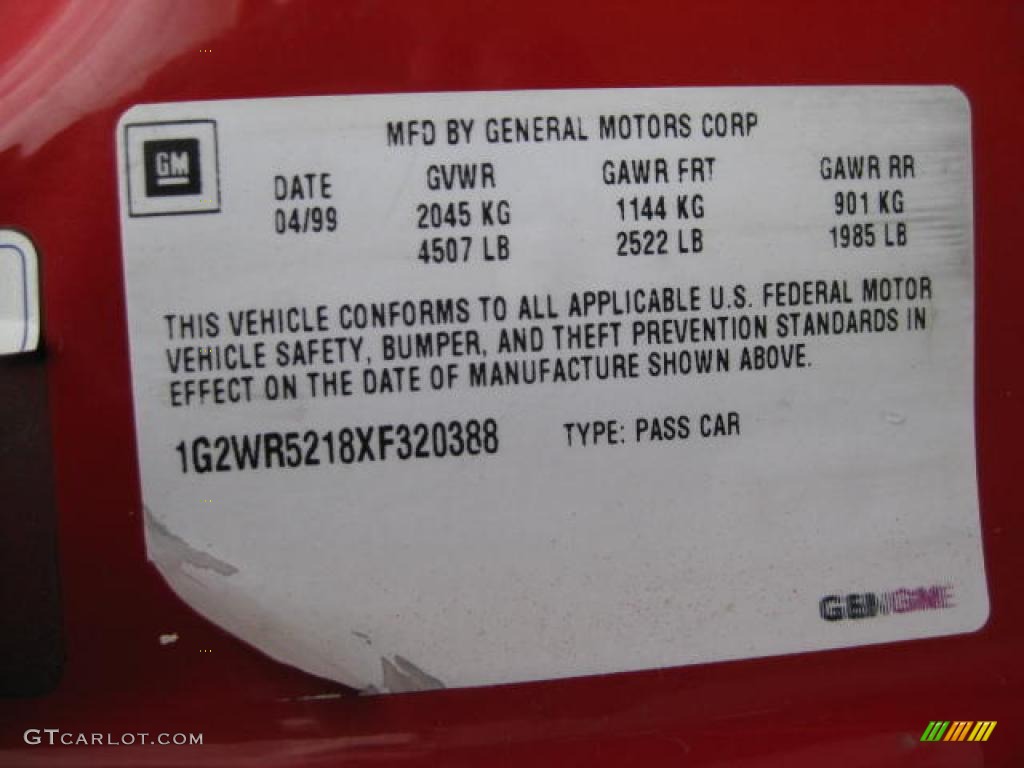 MFD BY GENERAL MOTORS CORP
GM
DATE GVWR GAWR FRT GAWR RR
04/99 2045 KG 1144 KG 901 KG
4507 LB 2522 LB 1985 LB
THIS VEHICLE CONFORMS TO ALL APPLICABLE U.S. FEDERAL MOTOR
VEHICLE SAFETY, BUMPER, AND THEFT PREVENTION STANDARDS IN
EFFECT ON THE DATE OF MANUFACTURE SHOWN ABOVE.
1G2WR5218XF320388 TYPE: PASS CAR
GTCARLOT.COM